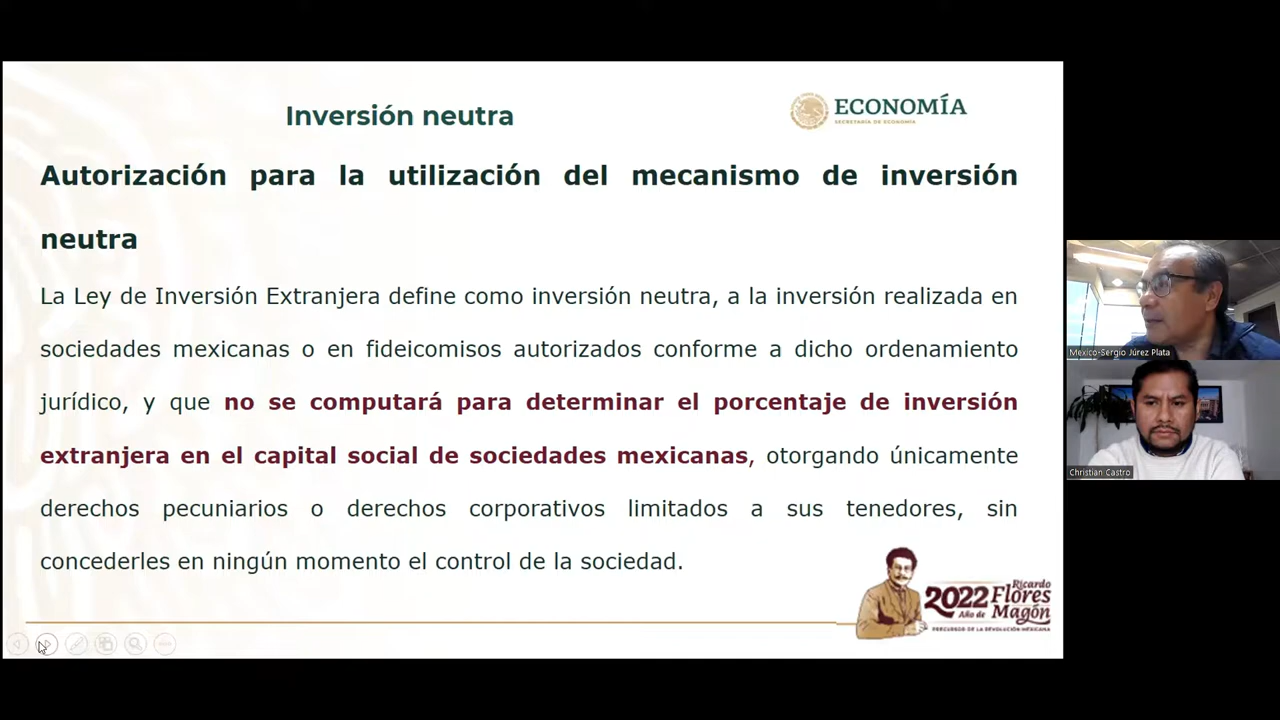 Inversión neutra
ECONOMÍA
SECRETARÍA DE ECONOMÍA
Autorización para la utilización del mecanismo de inversión
neutra
La Ley de Inversión Extranjera define como inversión neutra, a la inversión realizada en
sociedades mexicanas o en fideicomisos autorizados conforme a dicho ordenamiento
jurídico, y que no se computará para determinar el porcentaje de inversión
extranjera en el capital social de sociedades mexicanas, otorgando únicamente
derechos pecuniarios o derechos corporativos limitados a sus tenedores, sin
concederles en ningún momento el control de la sociedad.
2022 Ricardo
Año de Flores
Magón
PRECURSOR DE LA REVOLUCIÓN MEXICANA
Mexico-Sergio Júrez Plata
Christian Castro